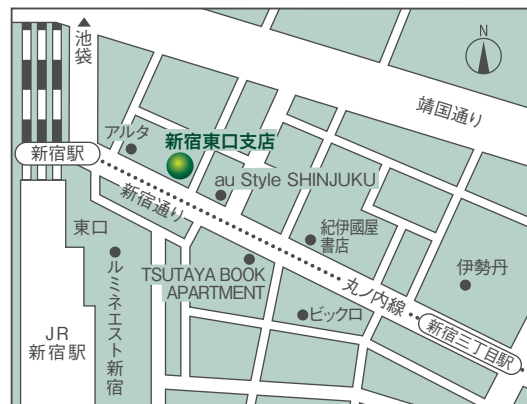 池袋
N
靖国通り
アルタ
新宿東口支店
新宿駅
au Style SHINJUKU
新宿通り
紀伊國屋
書店
東口
伊勢丹
TSUTAYA BOOK
APARTMENT
丸ノ内線
ルミネエスト新宿
ビックロ
新宿三丁目駅
JR
新宿駅